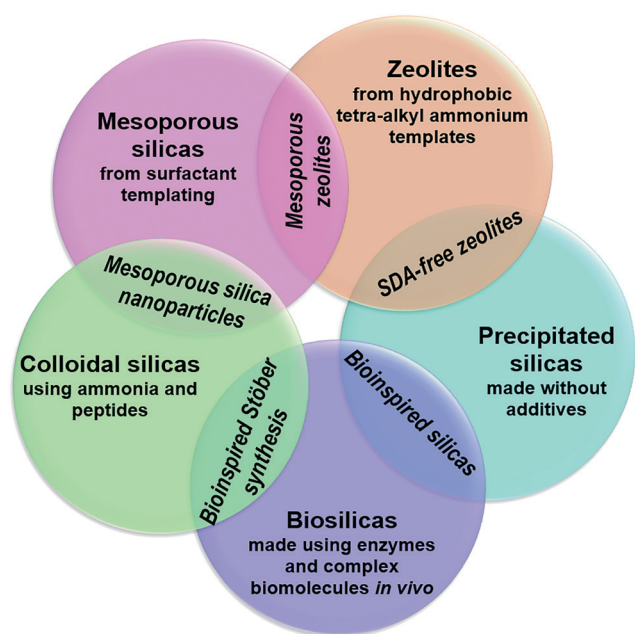 Zeolites
from hydrophobic
tetra-alkyl ammonium
templates
Mesoporous
silicas
from surfactant
templating
Mesoporous
zeolites
SDA-free zeolites
Mesoporous silica
nanoparticles
Precipitated
silicas
made without
additives
Colloidal silicas
using ammonia and
peptides
Bioinspired Stöber
synthesis
Bioinspired silicas
Biosilicas
made using enzymes
and complex
biomolecules in vivo